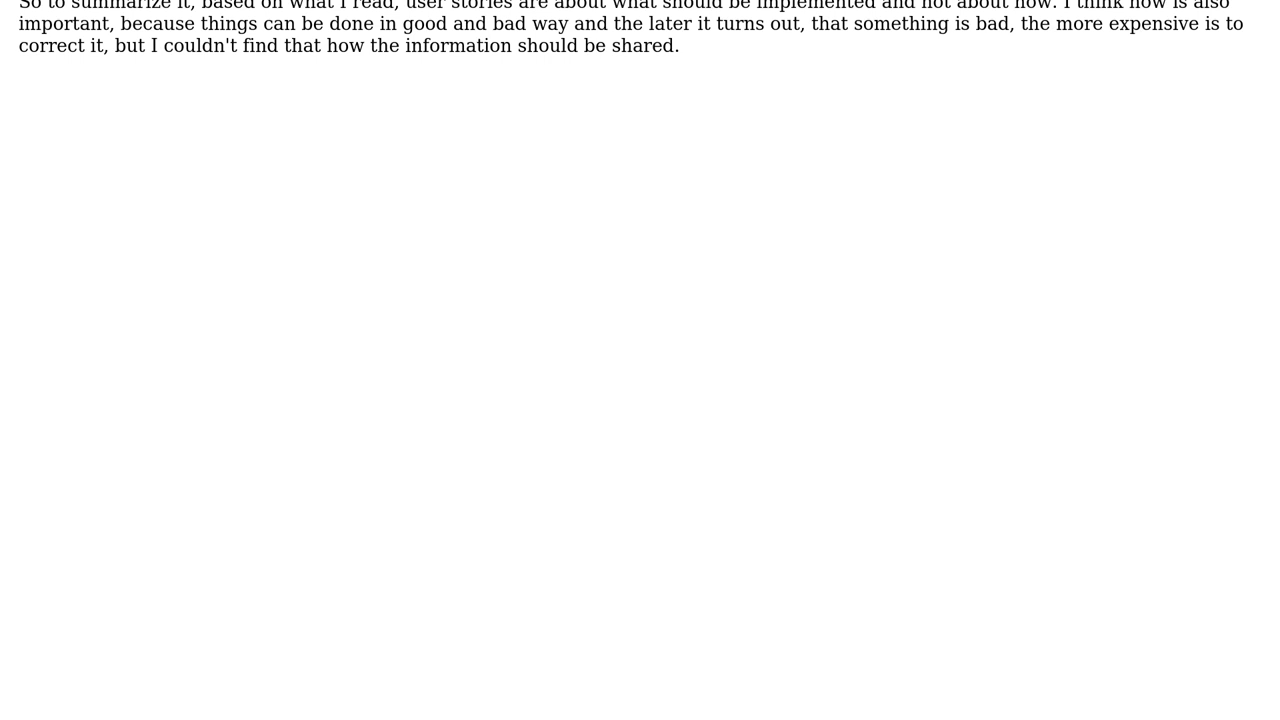 So to summarize it, based on what I read, user stories are about what should be implemented and not about how. I think how is also
important, because things can be done in good and bad way and the later it turns out, that something is bad, the more expensive is to
correct it, but I couldn't find that how the information should be shared.